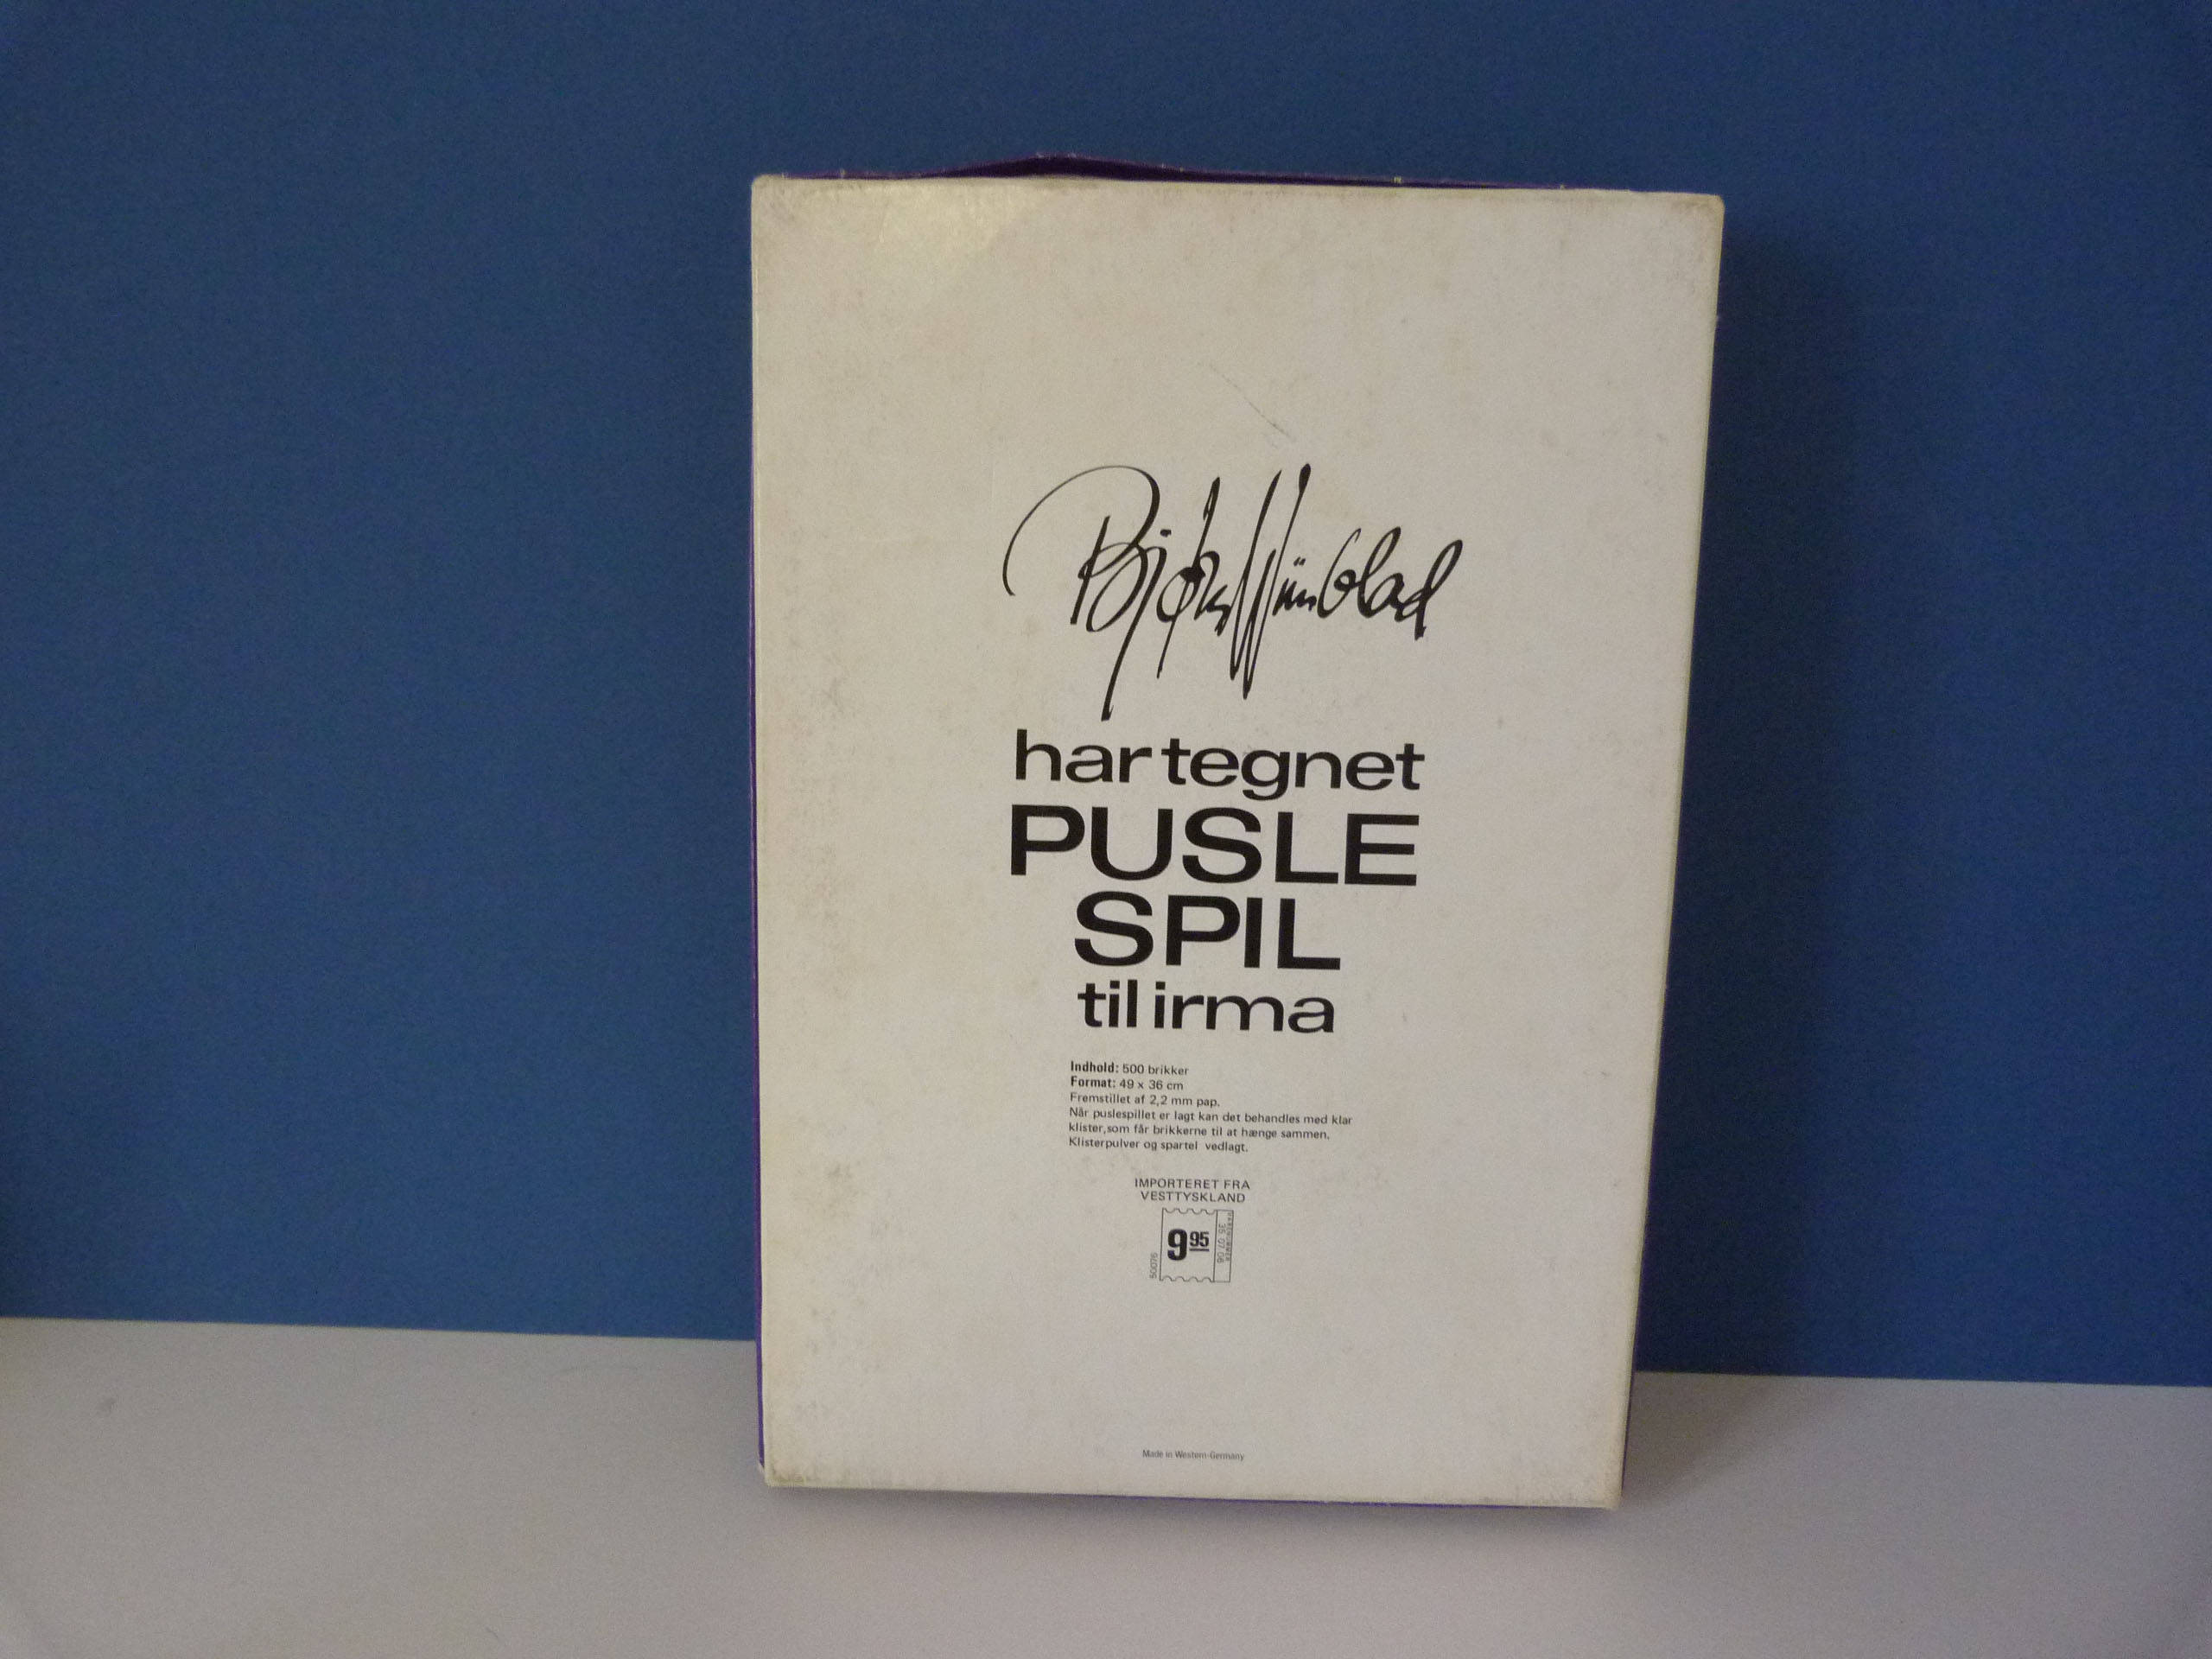 Bjørn Wiinblad
har tegnet
PUSLE
SPIL
til irma
Indhold: 500 brikker
Format: 49 x 36 cm
Fremstillet af 2,2 mm pap.
Når puslespillet er lagt kan det behandles med klar
klister,som får brikkerne til at hænge sammen.
Klisterpulver og spartel vedlagt.
IMPORTERET FRA
VESTTYSKLAND
9 95
50076
Made in Western-Germany